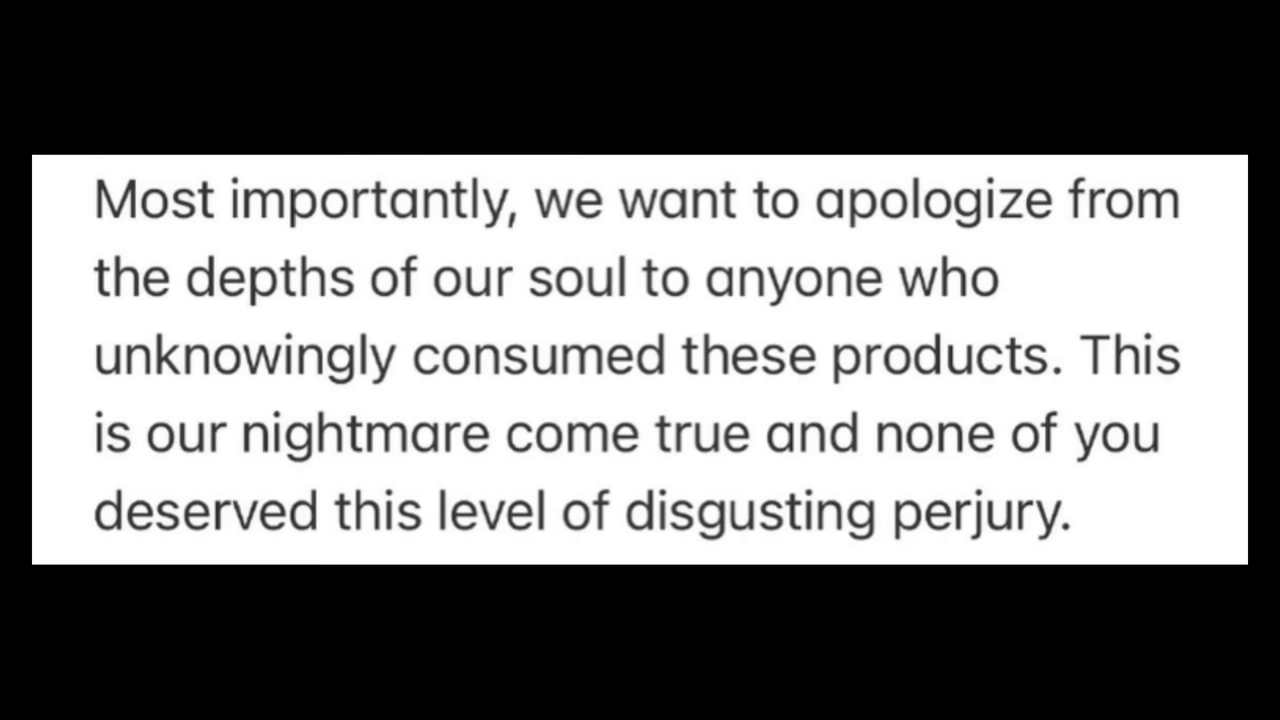 Most importantly, we want to apologize from
the depths of our soul to anyone who
unknowingly consumed these products. This
is our nightmare come true and none of you
deserved this level of disgusting perjury.